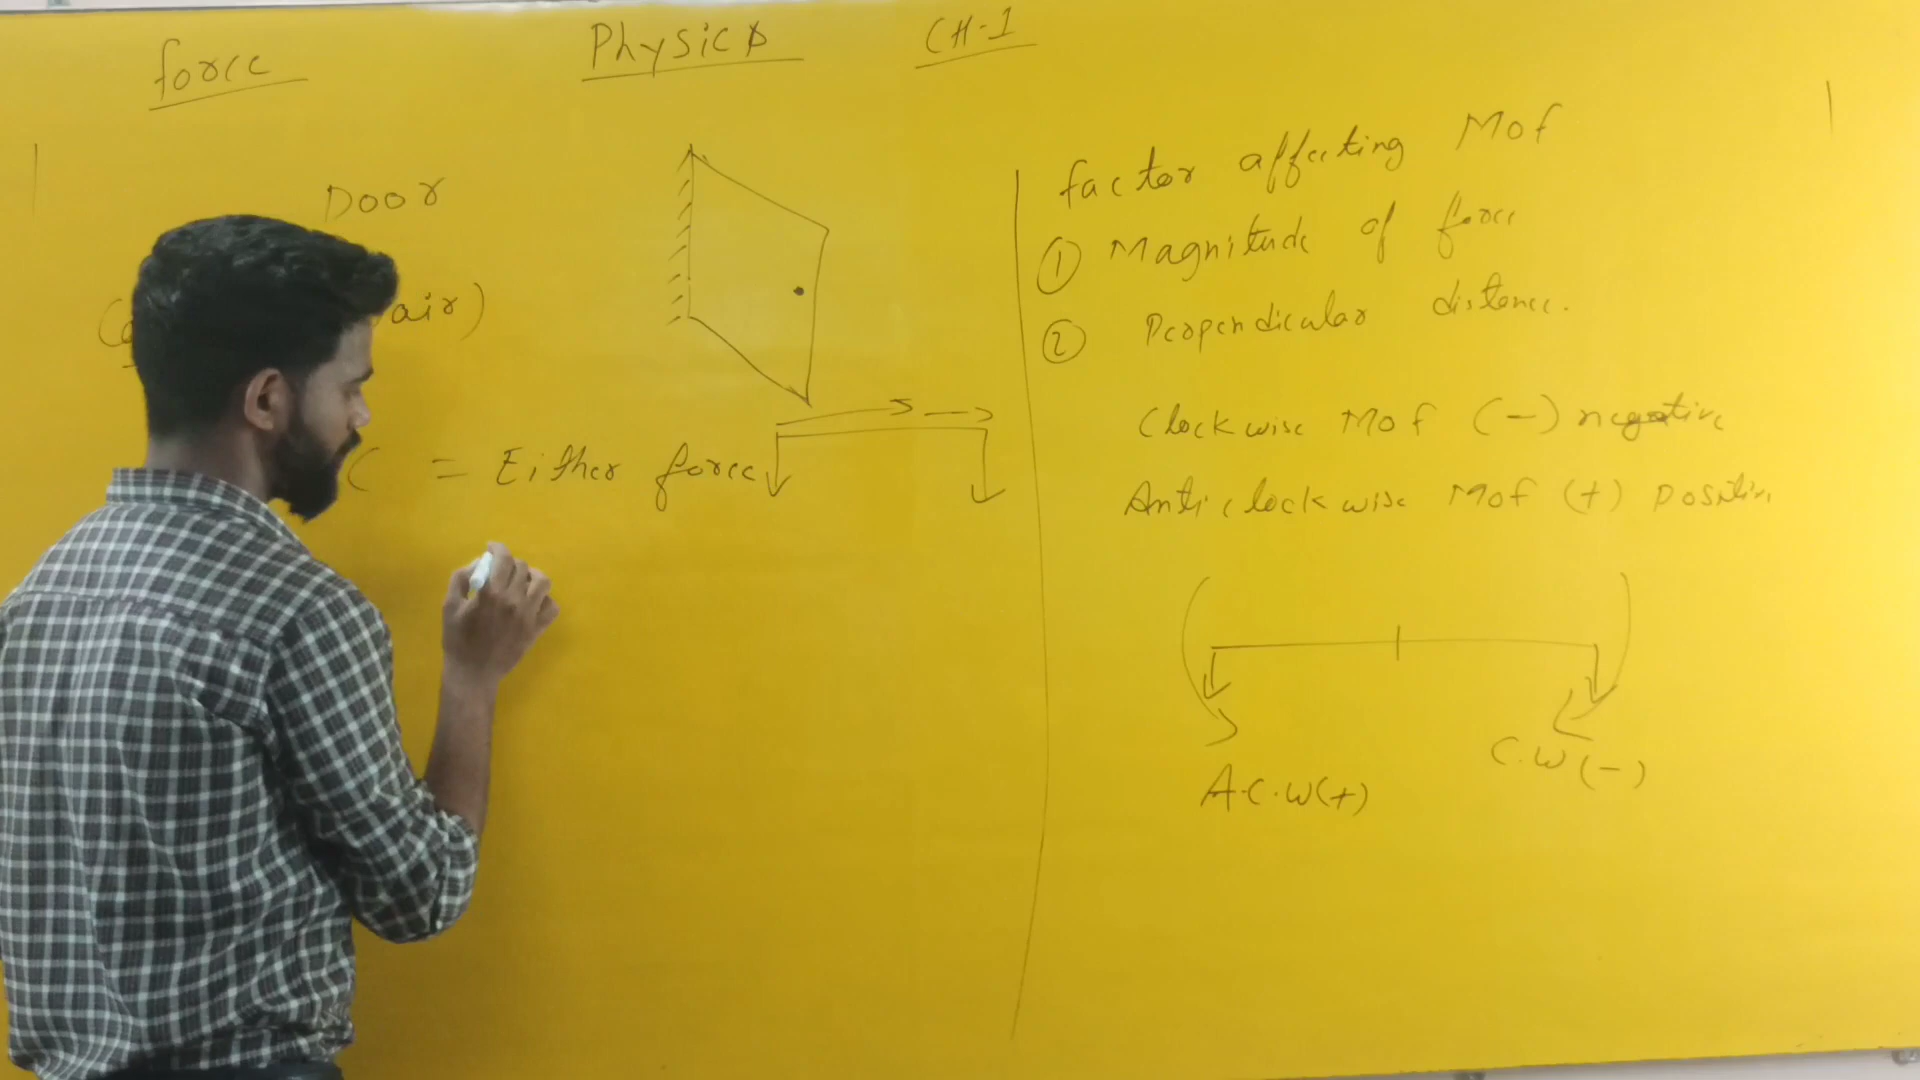 force
Physics
CH-1
Door
air)
C = Either force
factor affecting Mof
① Magnitude of force
② Perpendicular distance.
Clockwise Mof (-) negative
Anticlockwise Mof (+) Positive
A.C.W(+)
C.W(-)